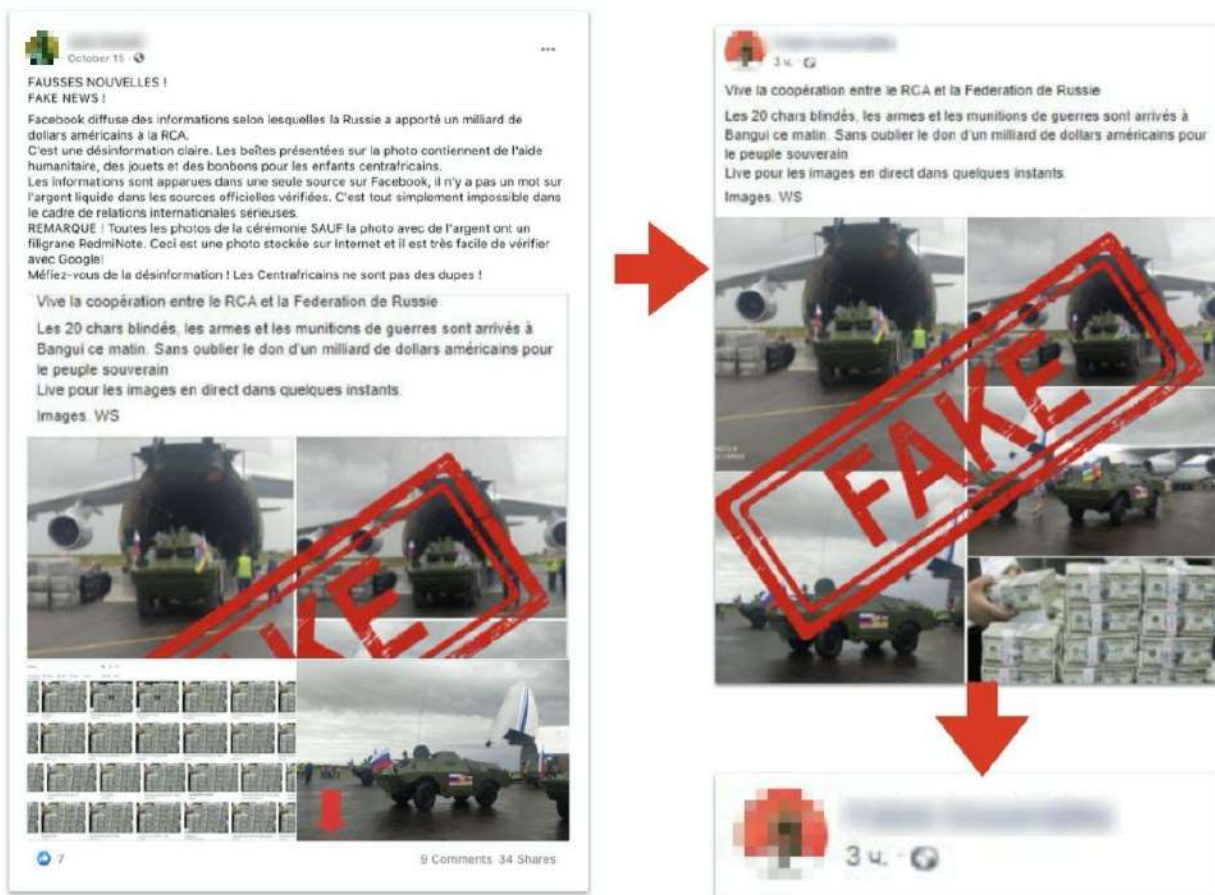 October 15
FAUSSES NOUVELLES !
FAKE NEWS !
Facebook diffuse des informations selon lesquelles la Russie a apporté un milliard de
dollars américains à la RCA.
C'est une désinformation claire. Les boîtes présentées sur la photo contiennent de l'aide
humanitaire, des jouets et des bonbons pour les enfants centrafricains.
Les informations sont apparues dans une seule source sur Facebook, il n'y a pas un mot sur
l'argent liquide dans les sources officielles vérifiées. C'est tout simplement impossible dans
le cadre de relations internationales sérieuses.
REMARQUE ! Toutes les photos de la cérémonie SAUF la photo avec de l'argent ont un
filigrane RedmiNote. Ceci est une photo stockée sur Internet et il est très facile de vérifier
avec Google!
Méfiez-vous de la désinformation ! Les Centrafricains ne sont pas des dupes !
Vive la coopération entre le RCA et la Federation de Russie
Les 20 chars blindés, les armes et les munitions de guerres sont arrivés à
Bangui ce matin. Sans oublier le don d'un milliard de dollars américains pour
le peuple souverain
Live pour les images en direct dans quelques instants.
Images. WS
FAKE
7
9 Comments 34 Shares
3 ч.
Vive la coopération entre le RCA et la Federation de Russie
Les 20 chars blindés, les armes et les munitions de guerres sont arrivés à
Bangui ce matin. Sans oublier le don d'un milliard de dollars américains pour
le peuple souverain
Live pour les images en direct dans quelques instants.
Images. WS
FAKE
3 ч.